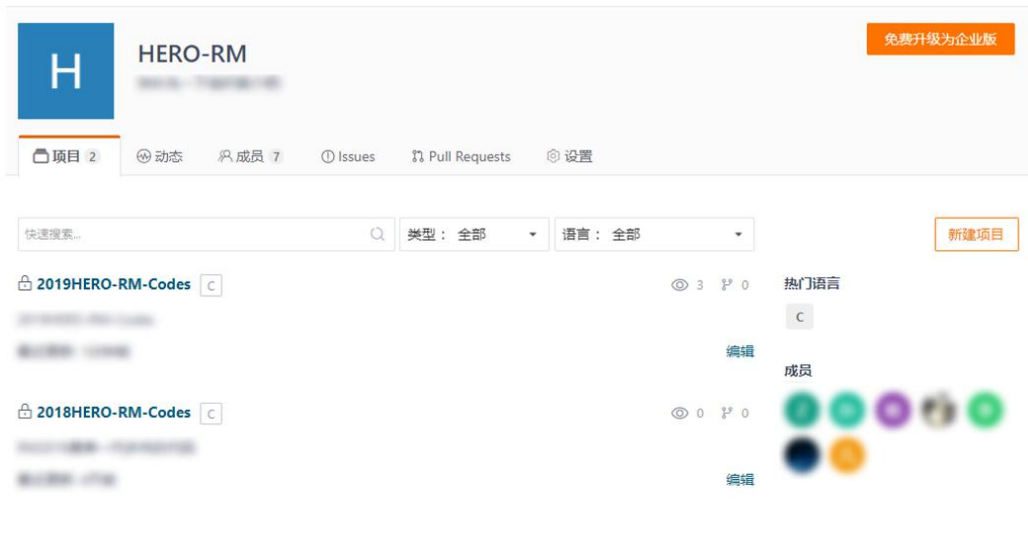 H
HERO-RM
免费升级为企业版
项目 2 动态 成员 7 Issues Pull Requests 设置
快速搜索... 类型： 全部 语言： 全部 新建项目
2019HERO-RM-Codes C 3 0 热门语言
C
编辑
成员
2018HERO-RM-Codes C 0 0
编辑